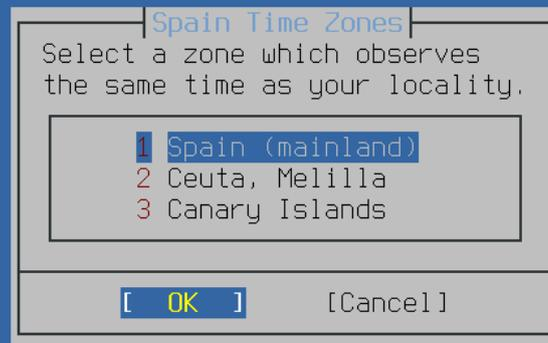 Spain Time Zones
Select a zone which observes
the same time as your locality.
1 Spain (mainland)
2 Ceuta, Melilla
3 Canary Islands
[ OK ] [Cancel]